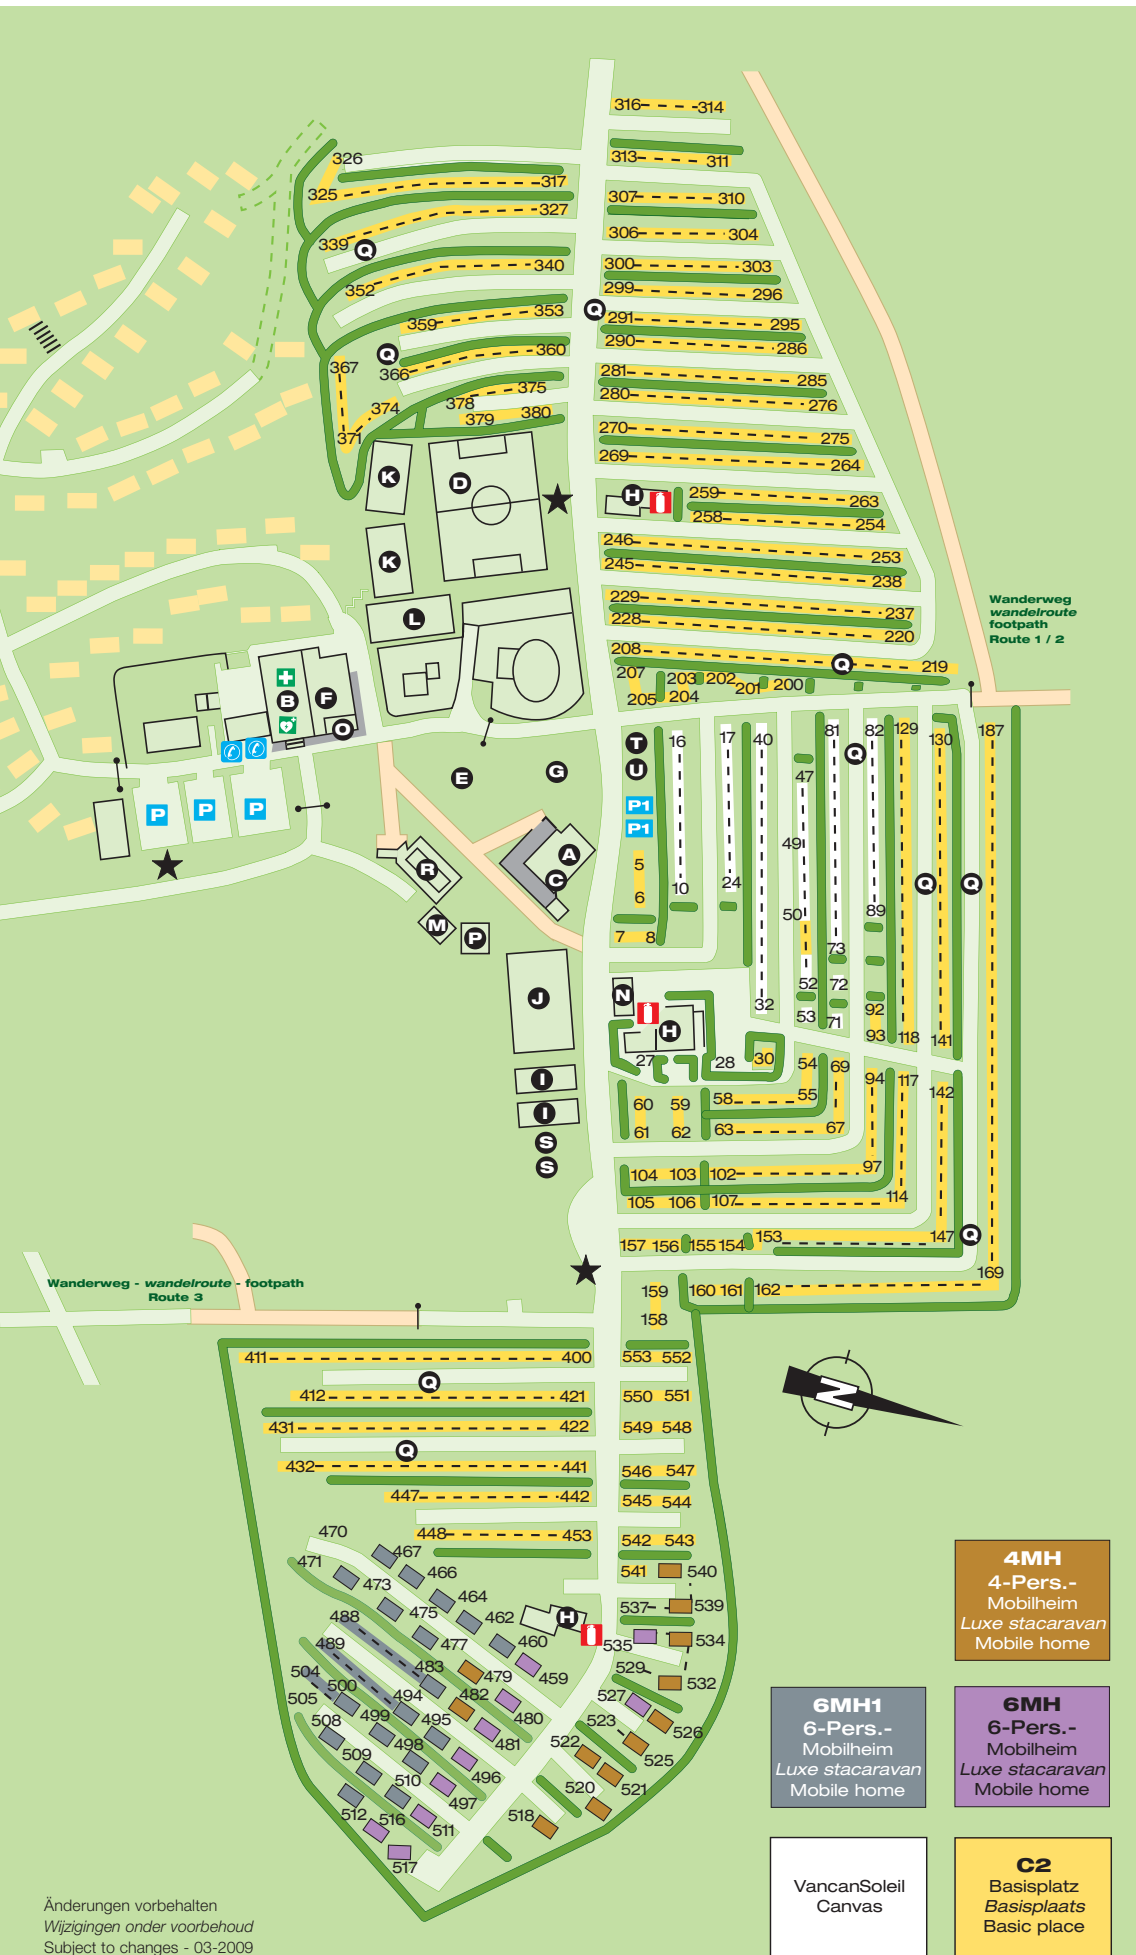 316 314
313 311
326
325 317
307 310
327
306 304
339 Q
300 303
340
299 296
352
Q
353
291 295
359
290 286
Q 360
367 366
281 285
375
280 276
374 378
379 380
371
270 275
269 264
K D
H 259 263
258 254
246 253
K
245 238
229 237
L
228 220
Wanderweg
wandelroute
footpath
Route 1 / 2
208 Q 219
207 203 202 201 200
205 204
B F
O
16 17 40 81 82 129 130 187
T
U
Q
E G
47
P P P
P1
P1
49
A
5
R C
24 Q Q
6 10
50 89
M P
7 8
73
J N
52 72
32
53 71 92
H
93 118 141
27 28 30 54 69
I
94 117 142
60 59 58 55
I
61 62 63 67
S
S
104 103 102 97
105 106 107 114
157 156 155 154 153 147 Q
169
Wanderweg - wandelroute - footpath
Route 3
159 160 161 162
158
411 400 553 552
Q
412 421 550 551
N
431 422 549 548
Q
432 441 546 547
447 442 545 544
470 448 453 542 543
471 467
466
541 540
473 464
475 462
537 539
488 H
477 460
535 534
489 483 459
529
504 500 479
532
505 494 482 527
499 495 480
508 523 526
498 481
522
509 525
496
510 520 521
512 516 497
518
511
517
4MH
4-Pers.-
Mobilheim
Luxe stacaravan
Mobile home
6MH1
6-Pers.-
Mobilheim
Luxe stacaravan
Mobile home
6MH
6-Pers.-
Mobilheim
Luxe stacaravan
Mobile home
VancanSoleil
Canvas
C2
Basisplatz
Basisplaats
Basic place
Änderungen vorbehalten
Wijzigingen onder voorbehoud
Subject to changes - 03-2009